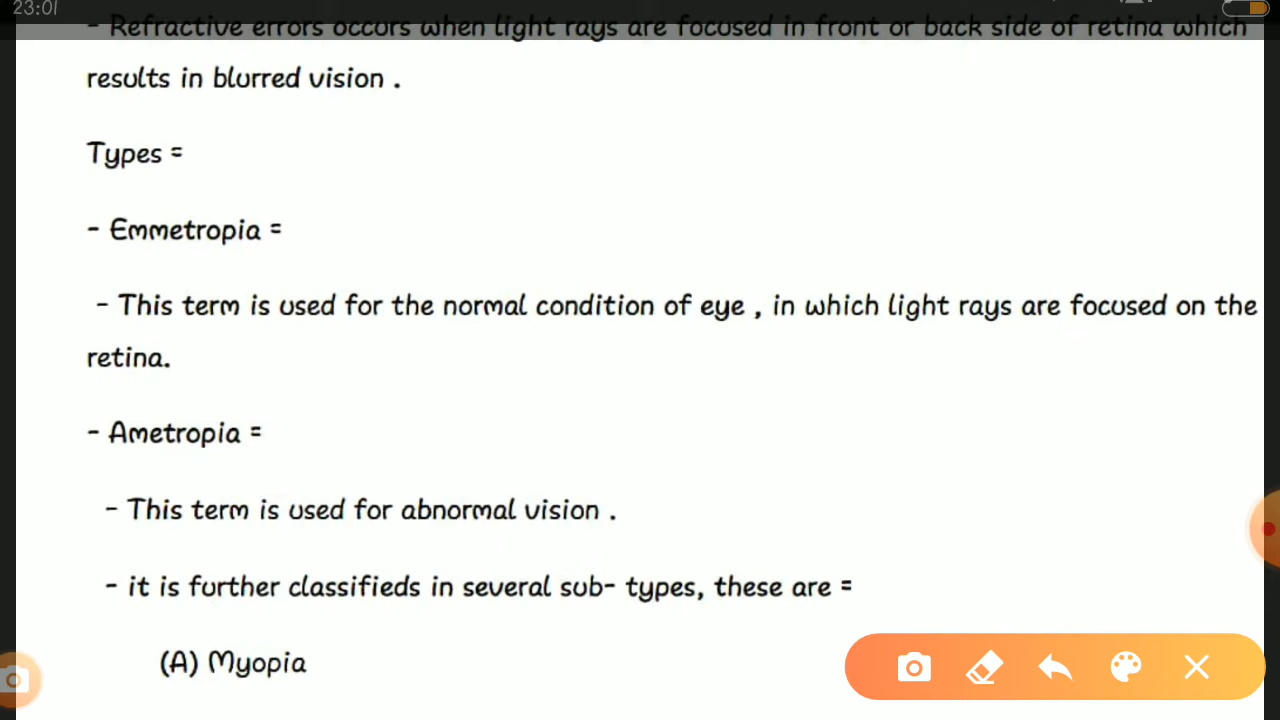 23:01
- Refractive errors occurs when light rays are focused in front or back side of retina which
results in blurred vision .
Types =
- Emmetropia =
- This term is used for the normal condition of eye , in which light rays are focused on the
retina.
- Ametropia =
- This term is used for abnormal vision .
- it is further classifieds in several sub- types, these are =
(A) Myopia